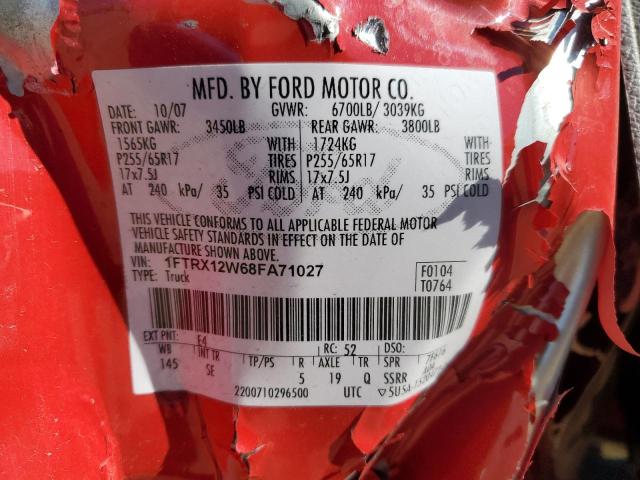 MFD. BY FORD MOTOR CO.
DATE: 10/07 GVWR: 6700LB/ 3039KG
FRONT GAWR: 3450LB REAR GAWR: 3800LB
1565KG WITH 1724KG WITH
P255/65R17 TIRES P255/65R17 TIRES
17x7.5J RIMS 17x7.5J RIMS
AT 240 kPa/ 35 PSI COLD AT 240 kPa/ 35 PSI COLD
THIS VEHICLE CONFORMS TO ALL APPLICABLE FEDERAL MOTOR
VEHICLE SAFETY STANDARDS IN EFFECT ON THE DATE OF
MANUFACTURE SHOWN ABOVE.
VIN: 1FTRX12W68FA71027 F0104
TYPE: Truck T0764
EXT PNT: F4 RC: 52 DSO:
WB INT TR TP/PS R AXLE TR SPR
145 SE 5 19 Q SSRR
2200710296500 UTC